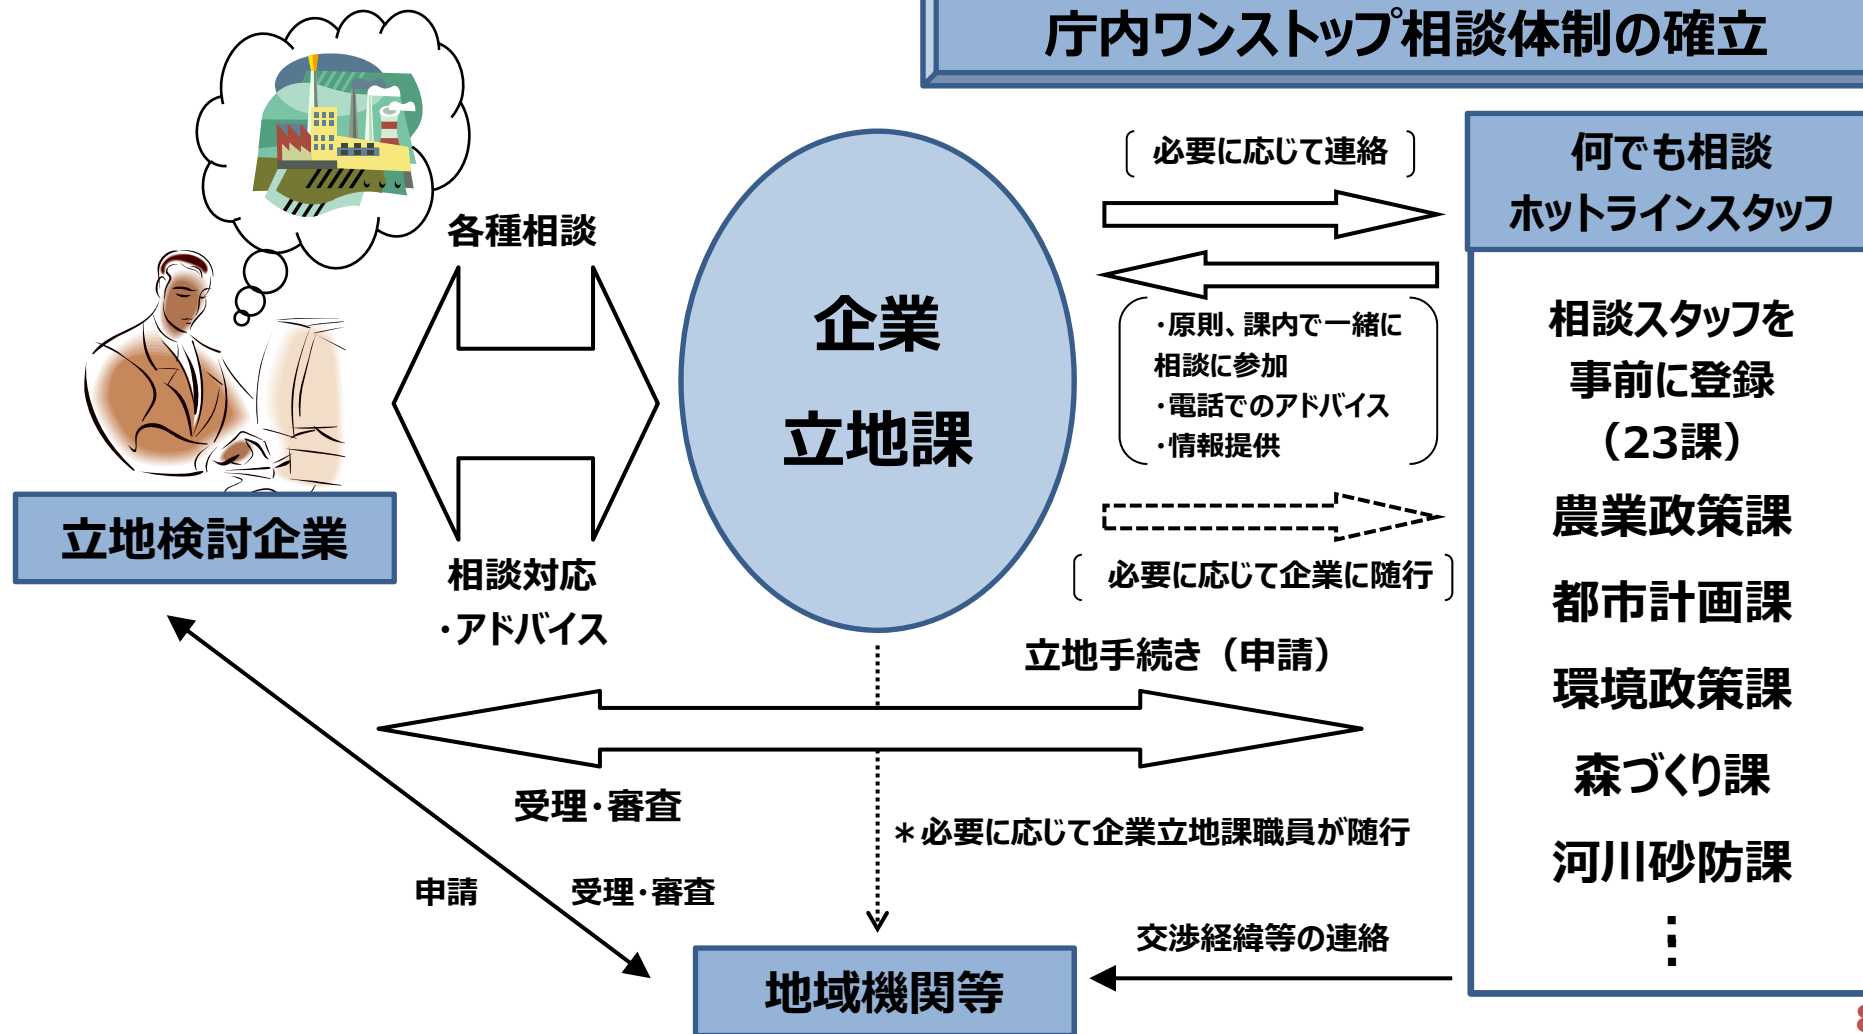 庁内ワンストップ相談体制の確立
必要に応じて連絡
何でも相談
ホットラインスタッフ
各種相談
企業
立地課
・原則、課内で一緒に
相談に参加
・電話でのアドバイス
・情報提供
相談スタッフを
事前に登録
（23課）
農業政策課
都市計画課
環境政策課
森づくり課
河川砂防課
⋮
立地検討企業
相談対応
・アドバイス
必要に応じて企業に随行
立地手続き（申請）
受理・審査
＊必要に応じて企業立地課職員が随行
申請
受理・審査
交渉経緯等の連絡
地域機関等